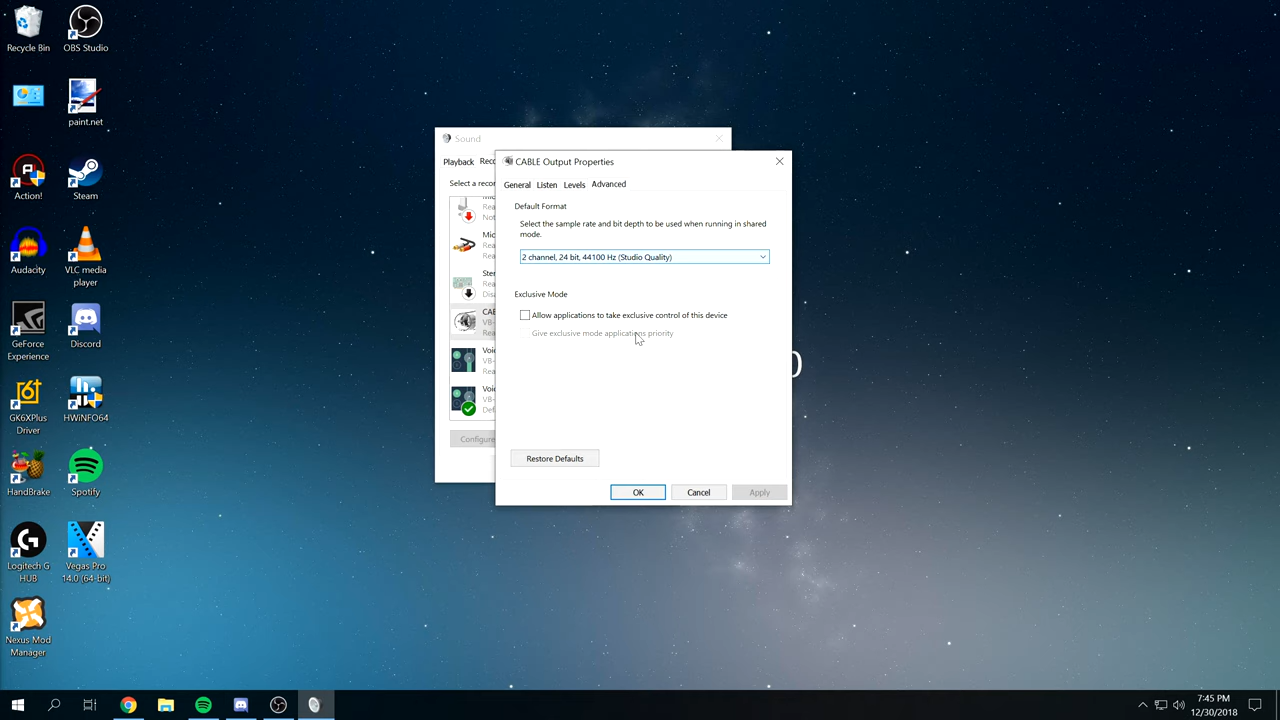 Recycle Bin
OBS Studio
paint.net
Action!
Steam
Audacity
VLC media
player
GeForce
Experience
Discord
GK6XPlus
Driver
HWiNFO64
HandBrake
Spotify
Logitech G
HUB
Vegas Pro
14.0 (64-bit)
Nexus Mod
Manager
Sound
Playback
Select a
Configure
CABLE Output Properties
General Listen Levels Advanced
Default Format
Select the sample rate and bit depth to be used when running in shared
mode.
2 channel, 24 bit, 44100 Hz (Studio Quality)
Exclusive Mode
Allow applications to take exclusive control of this device
Give exclusive mode applications priority
Restore Defaults
OK Cancel Apply
0
7:45 PM
12/30/2018